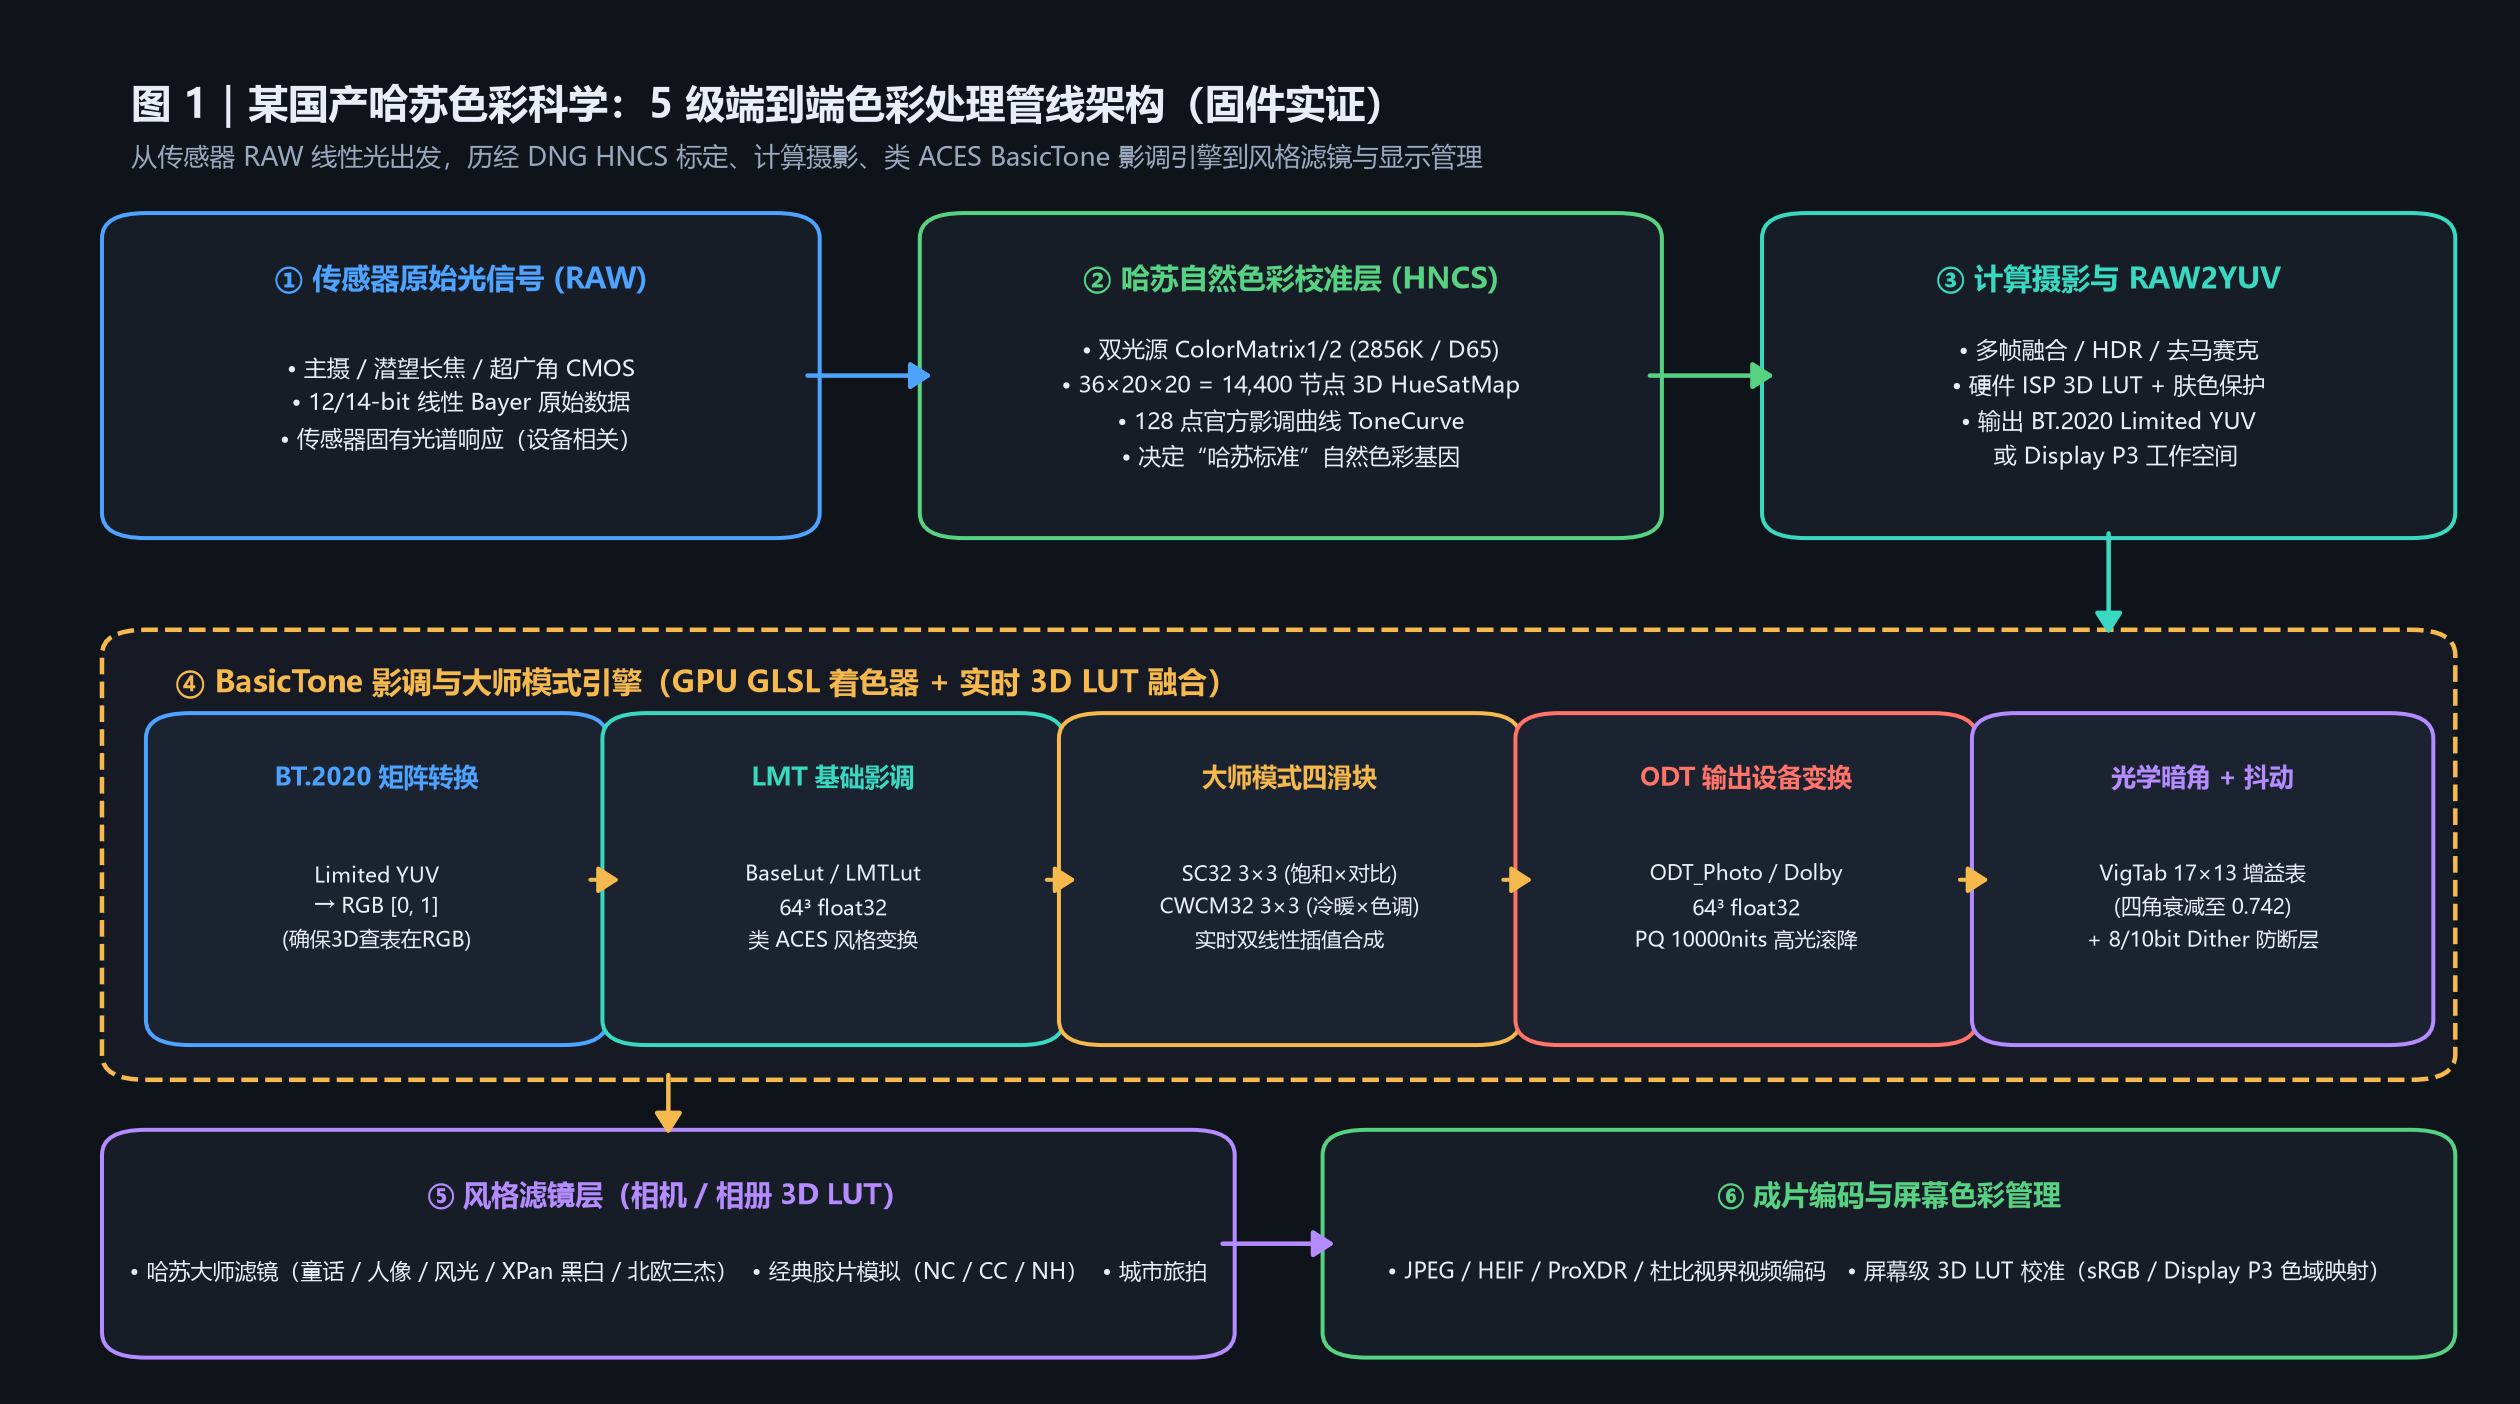 图 1 | 某国产哈苏色彩科学：5 级端到端色彩处理管线架构（固件实证）
从传感器 RAW 线性光出发，历经 DNG HNCS 标定、计算摄影、类 ACES BasicTone 影调引擎到风格滤镜与显示管理
① 传感器原始光信号 (RAW)
• 主摄 / 潜望长焦 / 超广角 CMOS
• 12/14-bit 线性 Bayer 原始数据
• 传感器固有光谱响应（设备相关）
② 哈苏自然色彩校准层 (HNCS)
• 双光源 ColorMatrix1/2 (2856K / D65)
• 36×20×20 = 14,400 节点 3D HueSatMap
• 128 点官方影调曲线 ToneCurve
• 决定“哈苏标准”自然色彩基因
③ 计算摄影与 RAW2YUV
• 多帧融合 / HDR / 去马赛克
• 硬件 ISP 3D LUT + 肤色保护
• 输出 BT.2020 Limited YUV
或 Display P3 工作空间
④ BasicTone 影调与大师模式引擎（GPU GLSL 着色器 + 实时 3D LUT 融合）
BT.2020 矩阵转换
Limited YUV
→ RGB [0, 1]
(确保3D查表在RGB)
LMT 基础影调
BaseLut / LMTLut
64³ float32
类 ACES 风格变换
大师模式四滑块
SC32 3×3 (饱和×对比)
CWCM32 3×3 (冷暖×色调)
实时双线性插值合成
ODT 输出设备变换
ODT_Photo / Dolby
64³ float32
PQ 10000nits 高光滚降
光学暗角 + 抖动
VigTab 17×13 增益表
(四角衰减至 0.742)
+ 8/10bit Dither 防断层
⑤ 风格滤镜层（相机 / 相册 3D LUT）
• 哈苏大师滤镜（童话 / 人像 / 风光 / XPan 黑白 / 北欧三杰） • 经典胶片模拟（NC / CC / NH） • 城市旅拍
⑥ 成片编码与屏幕色彩管理
• JPEG / HEIF / ProXDR / 杜比视界视频编码 • 屏幕级 3D LUT 校准（sRGB / Display P3 色域映射）